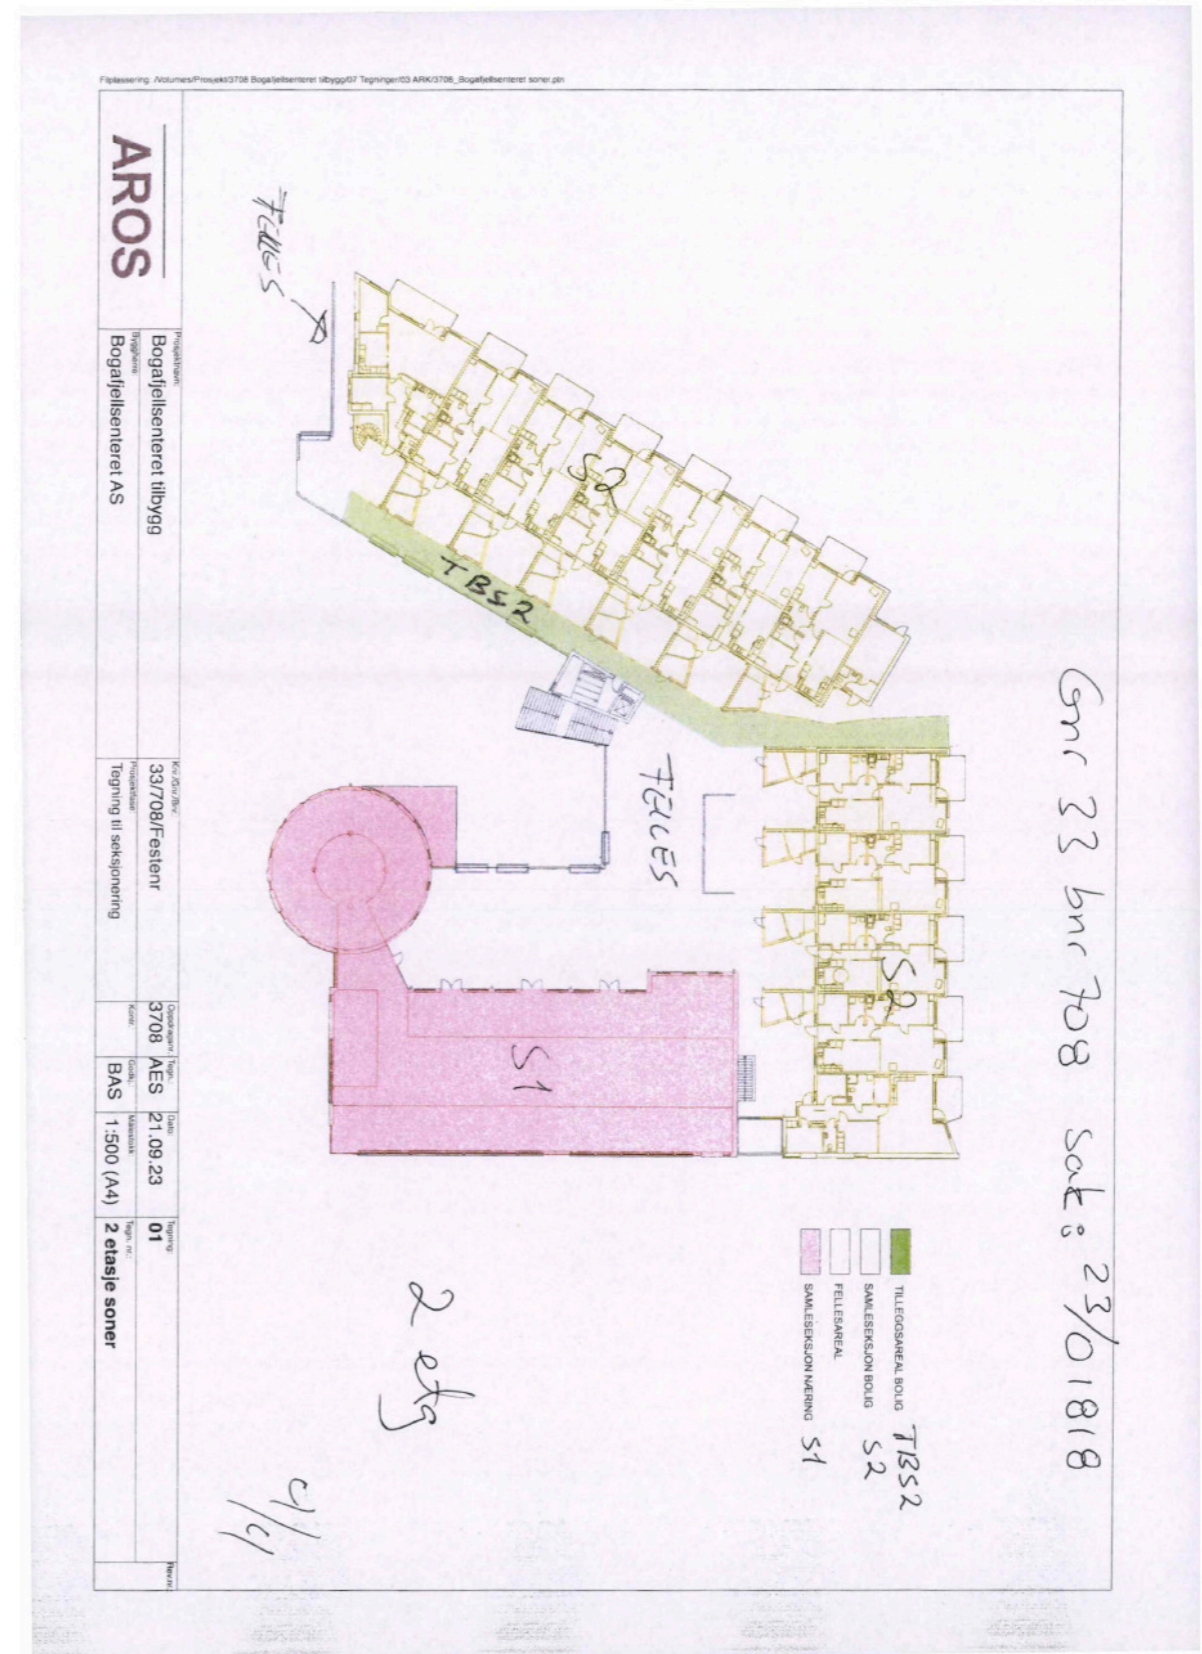 Filplassering: /Volumes/Prosjekt/3708 Bogafjellsenteret tilbygg/07 Tegninger/03 ARK/3708_Bogafjellsenteret soner.pln
Gnr 33 bnr 708 Sak: 23/01818
FELLES
S2
TBS2
FELLES
S2
S1
TILLEGGSAREAL BOLIG TBS2
SAMLESEKSJON BOLIG S2
FELLESAREAL
SAMLESEKSJON NÆRING S1
2 etg
4/4
AROS
Prosjektnavn:
Bogafjellsenteret tilbygg
Byggherre:
Bogafjellsenteret AS
Knr./Gnr./Bnr.
33/708/Festenr
Prosjektfase:
Tegning til seksjonering
Oppdragsnr.:
3708
Kontr.:
Tegn.:
AES
Godkj.:
BAS
Dato:
21.09.23
Målestokk:
1:500 (A4)
Tegning:
01
Tegn. nr.:
2 etasje soner
Rev.nr.: